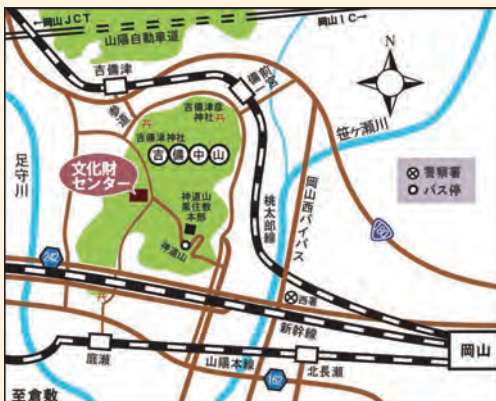 ←岡山JCT
岡山IC→
山陽自動車道
吉備津
備前一宮
N
参道
吉備津彦
神社
吉備津神社
吉備中山
笹ヶ瀬川
足守川
文化財
センター
神道山
黒住教
本部
神道山
桃太郎線
岡山西バイパス
警察署
バス停
180
242
西署
新幹線
岡山
庭瀬
山陽本線
北長瀬
162
至倉敷